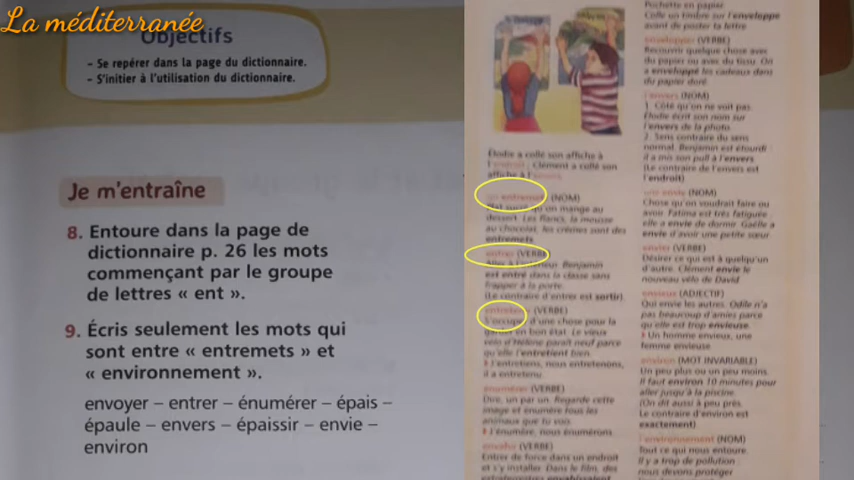 La méditerranée
Objectifs
- Se repérer dans la page du dictionnaire.
- S'initier à l'utilisation du dictionnaire.
Je m'entraîne
8. Entoure dans la page de
dictionnaire p. 26 les mots
commençant par le groupe
de lettres « ent ».
9. Écris seulement les mots qui
sont entre « entremets » et
« environnement ».
envoyer – entrer – énumérer – épais –
épaule – envers – épaissir – envie –
environ
Élodie a collé son affiche à
l'endroit ; Clément a collé son
affiche à l'envers
entremets (NOM)
qu'on mange au
dessert. Les flancs, la mousse
au chocolat, les crèmes sont des
entremets
entrer (VERBE
Aller à l'intérieur. Benjamin
est entré dans la classe sans
frapper à la porte.
(Le contraire d'entrer est sortir).
(VERBE)
S'occuper d'une chose pour la
garder en bon état. Le vieux
vélo d'Hélène paraît neuf parce
qu'elle l'entretient bien.
J'entretiens, nous entretenons,
il a entretenu
énumérer (VERBE)
Dire, un par un. Regarde cette
image et énumère tous les
animaux que tu vois.
J'énumère, nous énumérons.
envahir (VERBE)
Entrer de force dans un endroit
et s'y installer. Dans le film, des
extraterrestres envahissaient
Pochette en papier
Colle un timbre sur l'enveloppe
avant de poster ta lettre
envelopper (VERBE)
Recouvrir quelque chose avec
du papier ou avec du tissu. On
a enveloppé les cadeaux dans
du papier doré.
l'envers (NOM)
1. Côté qu'on ne voit pas.
Élodie écrit son nom sur
l'envers de la photo
2. Sens contraire du sens
normal. Benjamin est étourdi :
il a mis son pull à l'envers
(Le contraire de l'envers est
l'endroit)
une envie (NOM)
Chose qu'on voudrait faire ou
avoir. Fatima est très fatiguée :
elle a envie de dormir. Gaëlle a
envie d'avoir une petite sœur
envier (VERBE)
Désirer ce qui est à quelqu'un
d'autre. Clément envie le
nouveau vélo de David
envieux (ADJECTIF)
Qui envie les autres. Odile n'a
pas beaucoup d'amies parce
qu'elle est trop envieuse.
Un homme envieux, une
femme envieuse.
environ (MOT INVARIABLE)
Un peu plus ou un peu moins.
Il faut environ 10 minutes pour
aller jusqu'à la piscine.
(On dit aussi à peu près.
Le contraire d'environ est
exactement)
l'environnement (NOM)
Tout ce qui nous entoure.
Il y a trop de pollution :
nous devons protéger